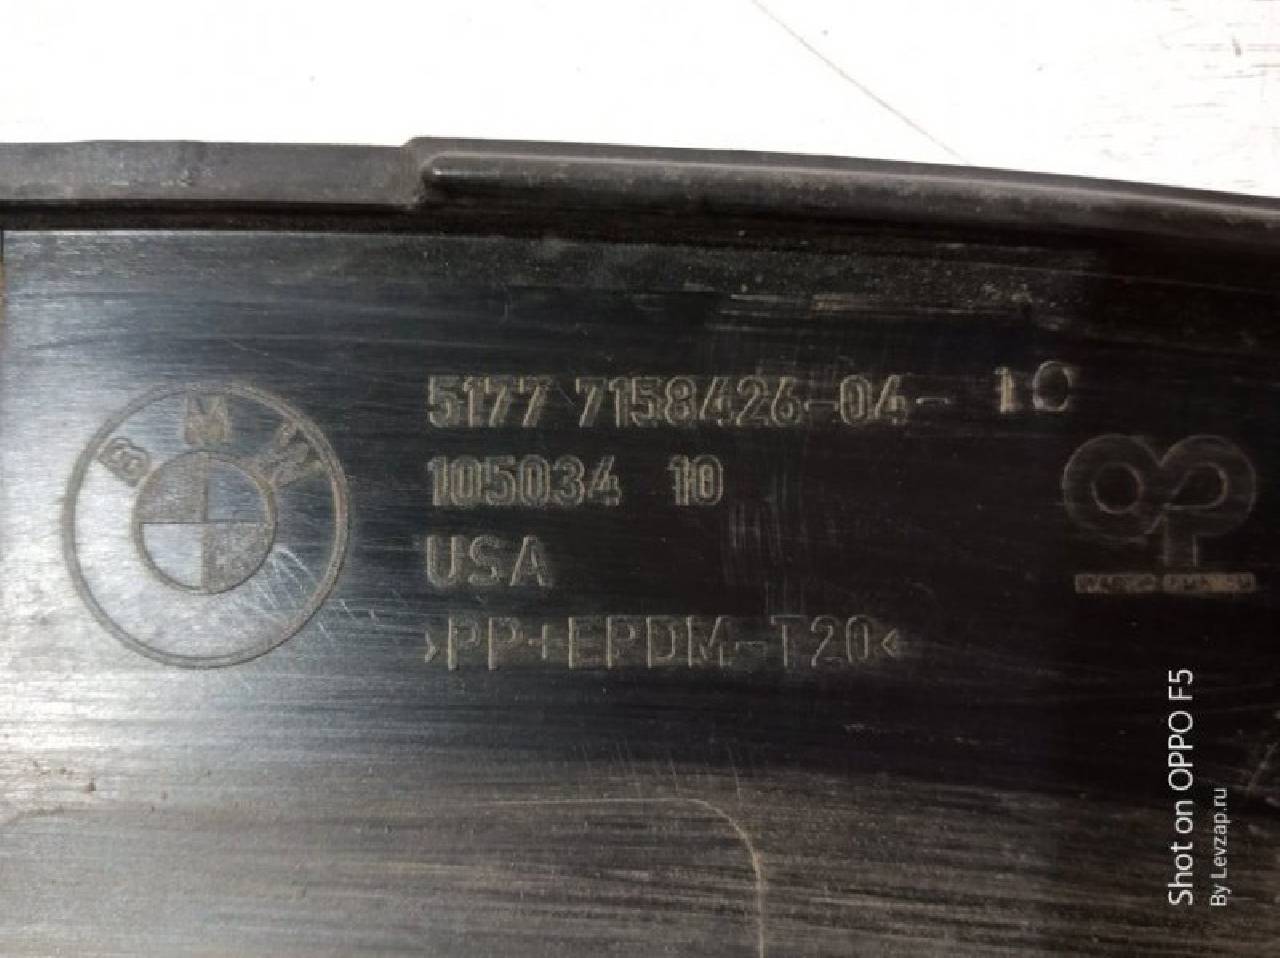 BMW
5177 7158426-04- 10
105034 10
USA
>PP+EPDM-T20<
Shot on OPPO F5
By Levzap.ru